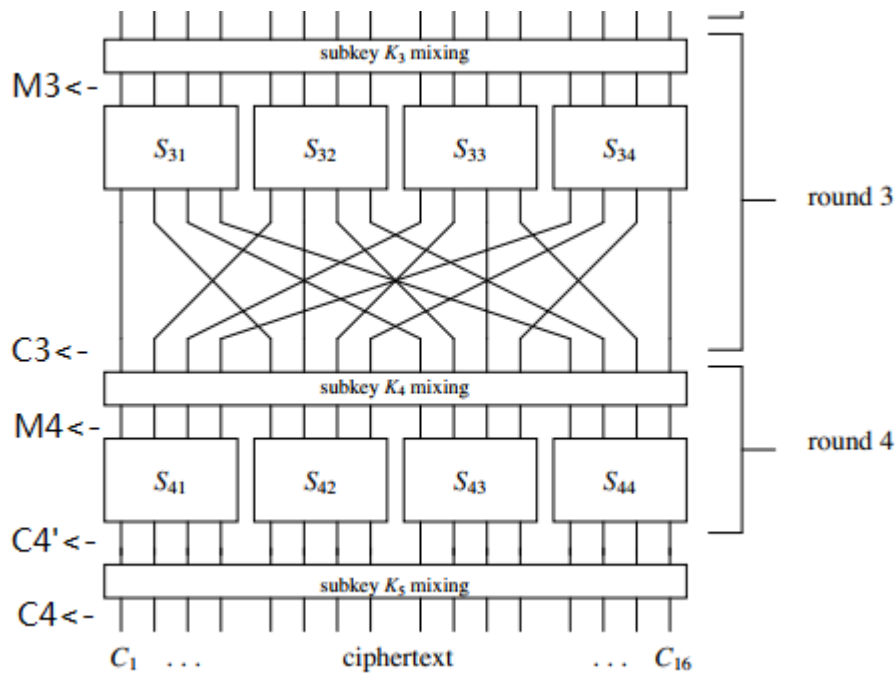 subkey K₃ mixing
M3<-
S₃₁ S₃₂ S₃₃ S₃₄
round 3
C3<-
subkey K₄ mixing
M4<-
round 4
S₄₁ S₄₂ S₄₃ S₄₄
C4'<-
subkey K₅ mixing
C4<-
C₁ . . . ciphertext . . . C₁₆